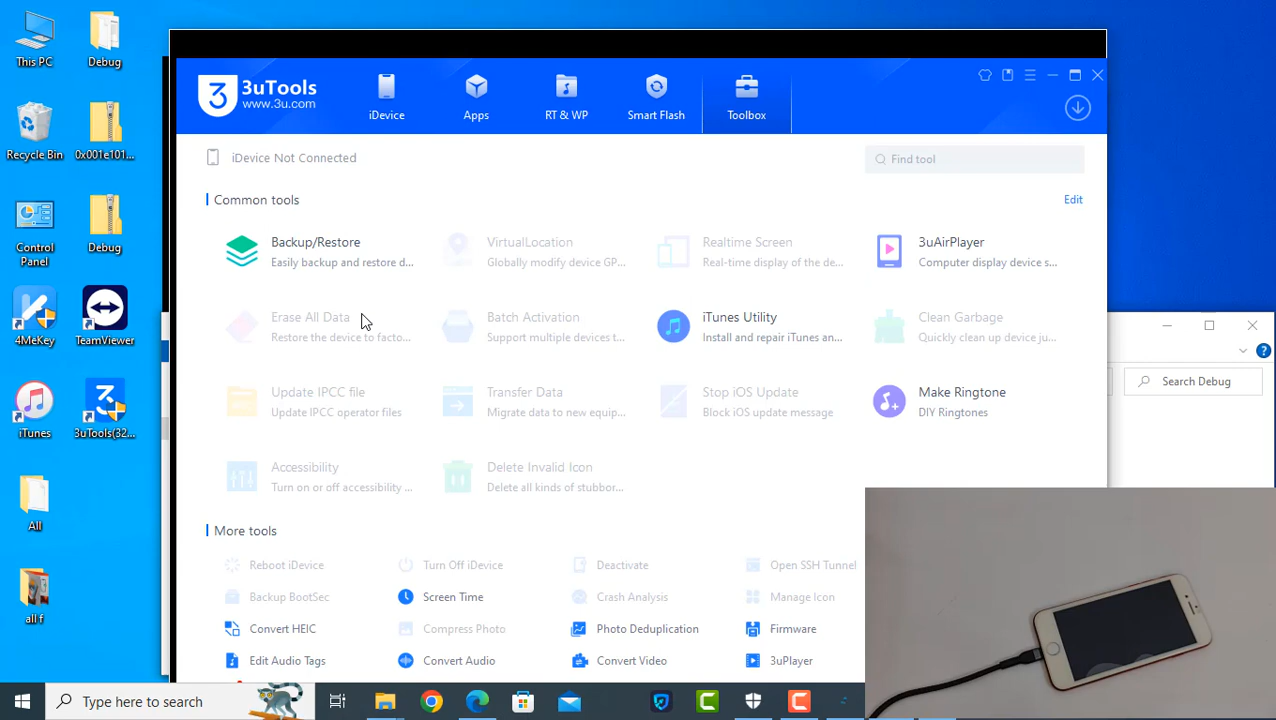 This PC
Debug
Recycle Bin
0x001e101...
Control
Panel
Debug
4MeKey
TeamViewer
iTunes
3uTools(32...
All
all f
3 3uTools
www.3u.com
iDevice
Apps
RT & WP
Smart Flash
Toolbox
iDevice Not Connected
Find tool
Common tools
Edit
Backup/Restore
Easily backup and restore d...
VirtualLocation
Globally modify device GP...
Realtime Screen
Real-time display of the de...
3uAirPlayer
Computer display device s...
Erase All Data
Restore the device to facto...
Batch Activation
Support multiple devices t...
iTunes Utility
Install and repair iTunes an...
Clean Garbage
Quickly clean up device ju...
Update IPCC file
Update IPCC operator files
Transfer Data
Migrate data to new equip...
Stop iOS Update
Block iOS update message
Make Ringtone
DIY Ringtones
Accessibility
Turn on or off accessibility ...
Delete Invalid Icon
Delete all kinds of stubbor...
More tools
Reboot iDevice
Turn Off iDevice
Deactivate
Open SSH Tunnel
Backup BootSec
Screen Time
Crash Analysis
Manage Icon
Convert HEIC
Compress Photo
Photo Deduplication
Firmware
Edit Audio Tags
Convert Audio
Convert Video
3uPlayer
Search Debug
Type here to search